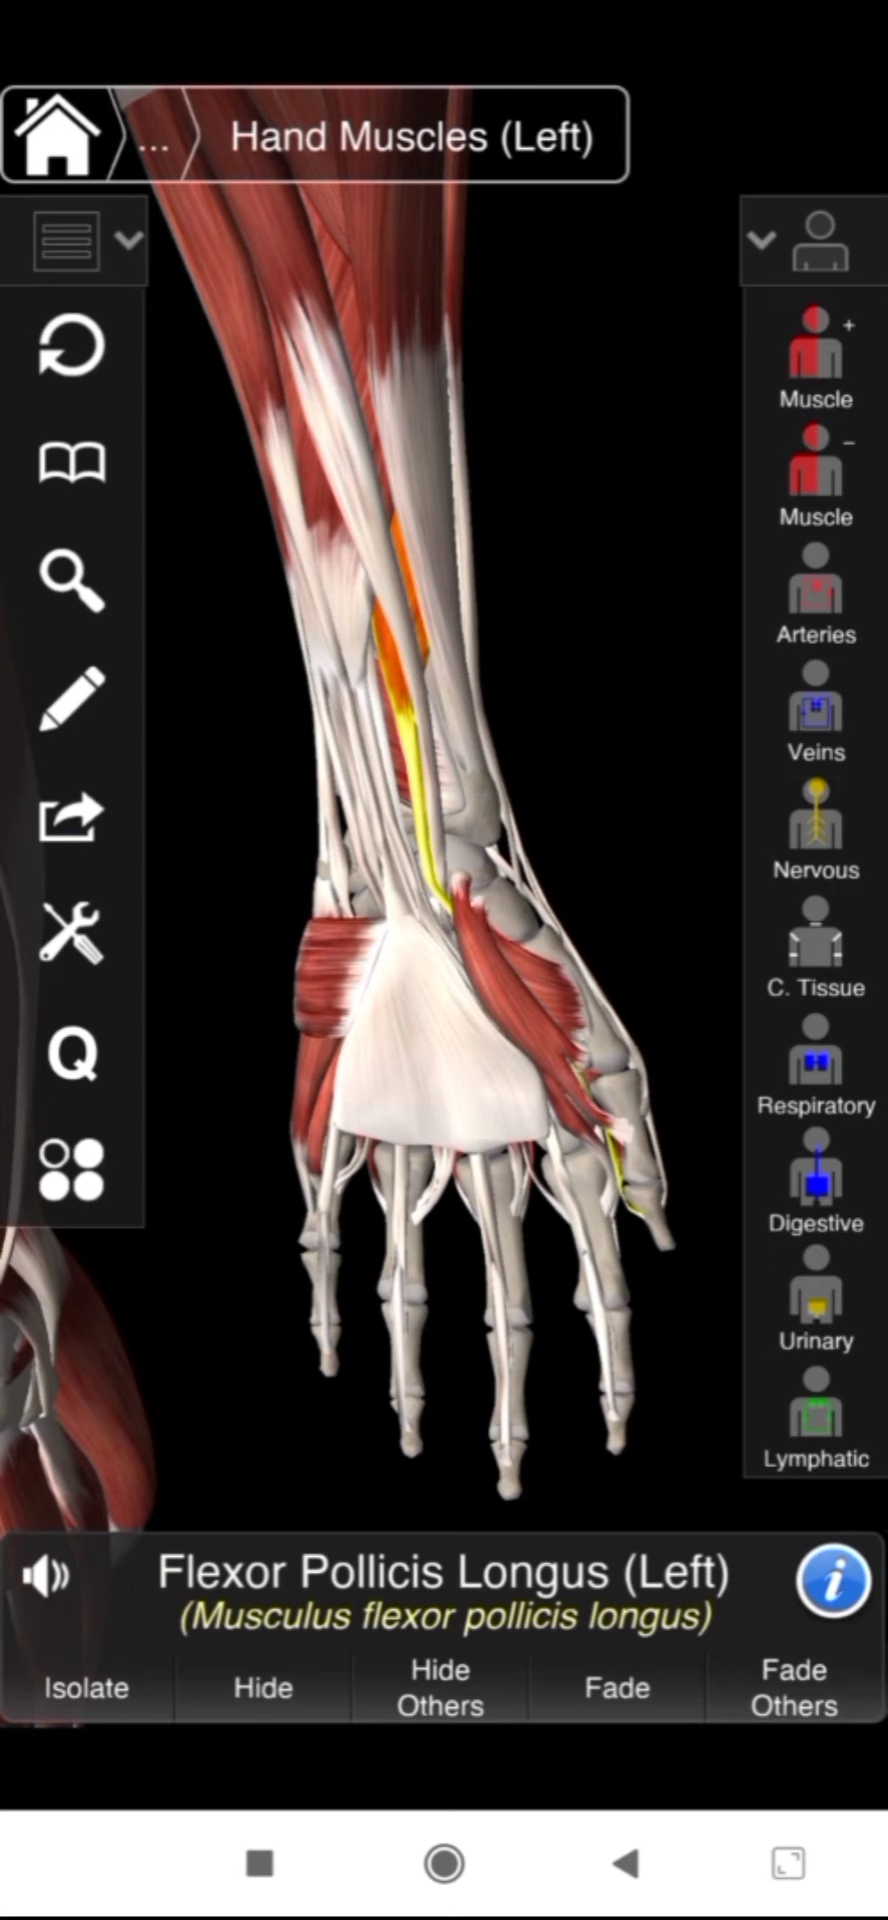 ... Hand Muscles (Left)
Muscle
Muscle
Arteries
Veins
Nervous
C. Tissue
Respiratory
Digestive
Urinary
Lymphatic
Q
Flexor Pollicis Longus (Left)
(Musculus flexor pollicis longus)
Isolate
Hide
Hide
Others
Fade
Fade
Others